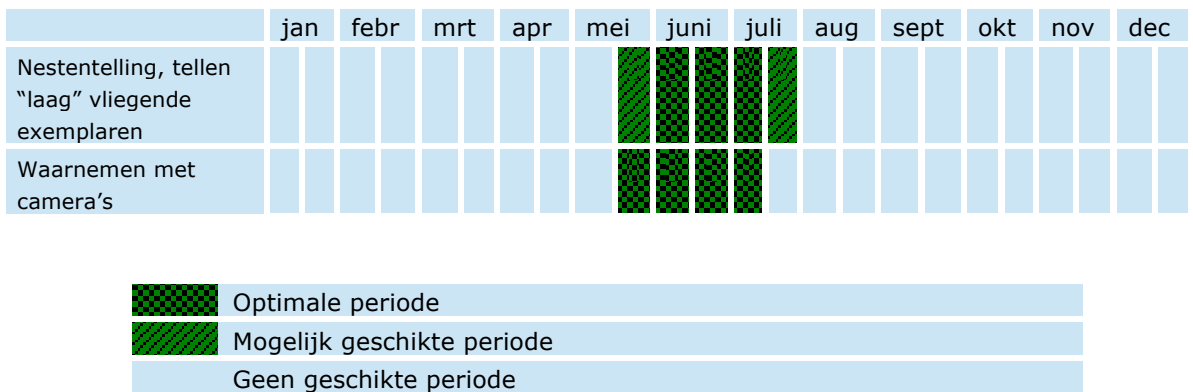 jan febr mrt apr mei juni juli aug sept okt nov dec
Nestentelling, tellen
“laag” vliegende
exemplaren
Waarnemen met
camera’s
Optimale periode
Mogelijk geschikte periode
Geen geschikte periode